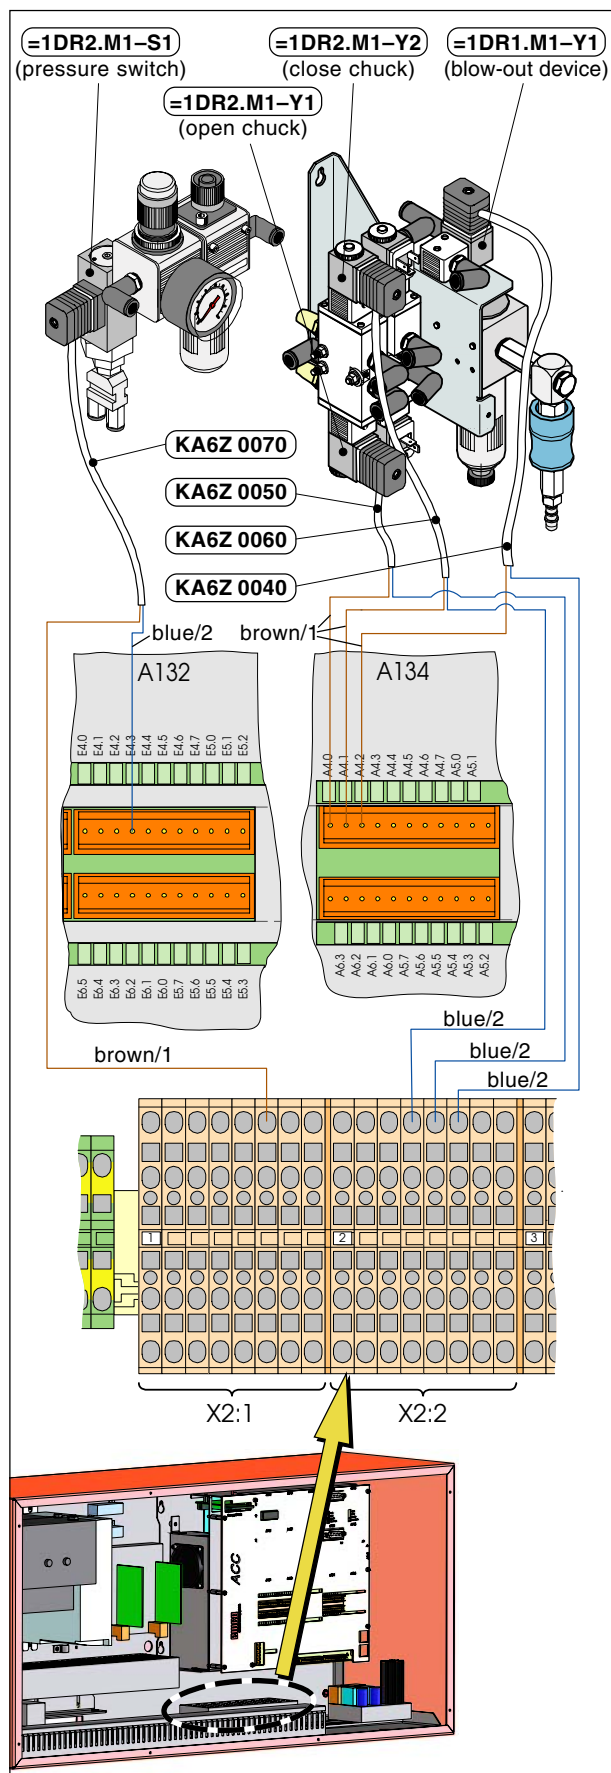 =1DR2.M1–S1
(pressure switch)
=1DR2.M1–Y2
(close chuck)
=1DR1.M1–Y1
(blow-out device)
=1DR2.M1–Y1
(open chuck)
KA6Z 0070
KA6Z 0050
KA6Z 0060
KA6Z 0040
blue/2
brown/1
A132
A134
E4.0
E4.1
E4.2
E4.3
E4.4
E4.5
E4.6
E4.7
E5.0
E5.1
E5.2
A4.0
A4.1
A4.2
A4.3
A4.4
A4.5
A4.6
A4.7
A5.0
A5.1
E6.5
E6.4
E6.3
E6.2
E6.1
E6.0
E5.7
E5.6
E5.5
E5.4
E5.3
A6.3
A6.2
A6.1
A6.0
A5.7
A5.6
A5.5
A5.4
A5.3
A5.2
blue/2
brown/1
blue/2
blue/2
1
2
3
X2:1
X2:2
ACC